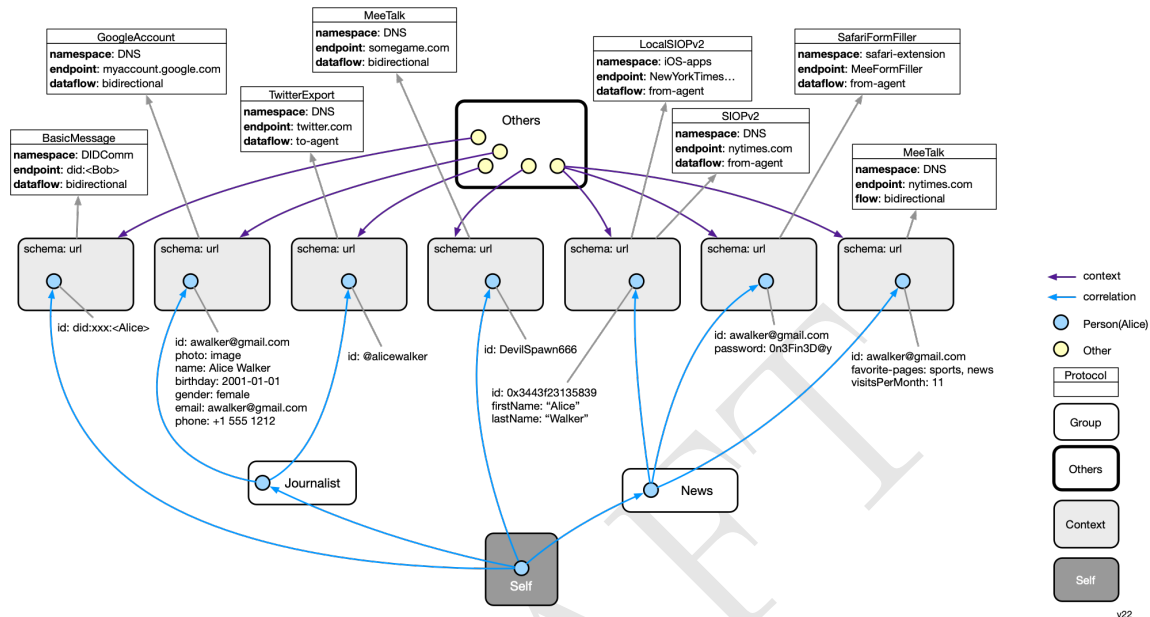 GoogleAccount
namespace: DNS
endpoint: myaccount.google.com
dataflow: bidirectional
MeeTalk
namespace: DNS
endpoint: somegame.com
dataflow: bidirectional
LocalSIOPv2
namespace: iOS-apps
endpoint: NewYorkTimes…
dataflow: from-agent
SafariFormFiller
namespace: safari-extension
endpoint: MeeFormFiller
dataflow: from-agent
TwitterExport
namespace: DNS
endpoint: twitter.com
dataflow: to-agent
Others
SIOPv2
namespace: DNS
endpoint: nytimes.com
dataflow: from-agent
BasicMessage
namespace: DIDComm
endpoint: did:<Bob>
dataflow: bidirectional
MeeTalk
namespace: DNS
endpoint: nytimes.com
flow: bidirectional
schema: url
schema: url
schema: url
schema: url
schema: url
schema: url
schema: url
id: did:xxx:<Alice>
id: awalker@gmail.com
photo: image
name: Alice Walker
birthday: 2001-01-01
gender: female
email: awalker@gmail.com
phone: +1 555 1212
id: @alicewalker
id: DevilSpawn666
id: 0x3443f23135839
firstName: “Alice”
lastName: “Walker”
id: awalker@gmail.com
password: 0n3Fin3D@y
id: awalker@gmail.com
favorite-pages: sports, news
visitsPerMonth: 11
Journalist
News
Self
context
correlation
Person(Alice)
Other
Protocol
Group
Others
Context
Self
v22